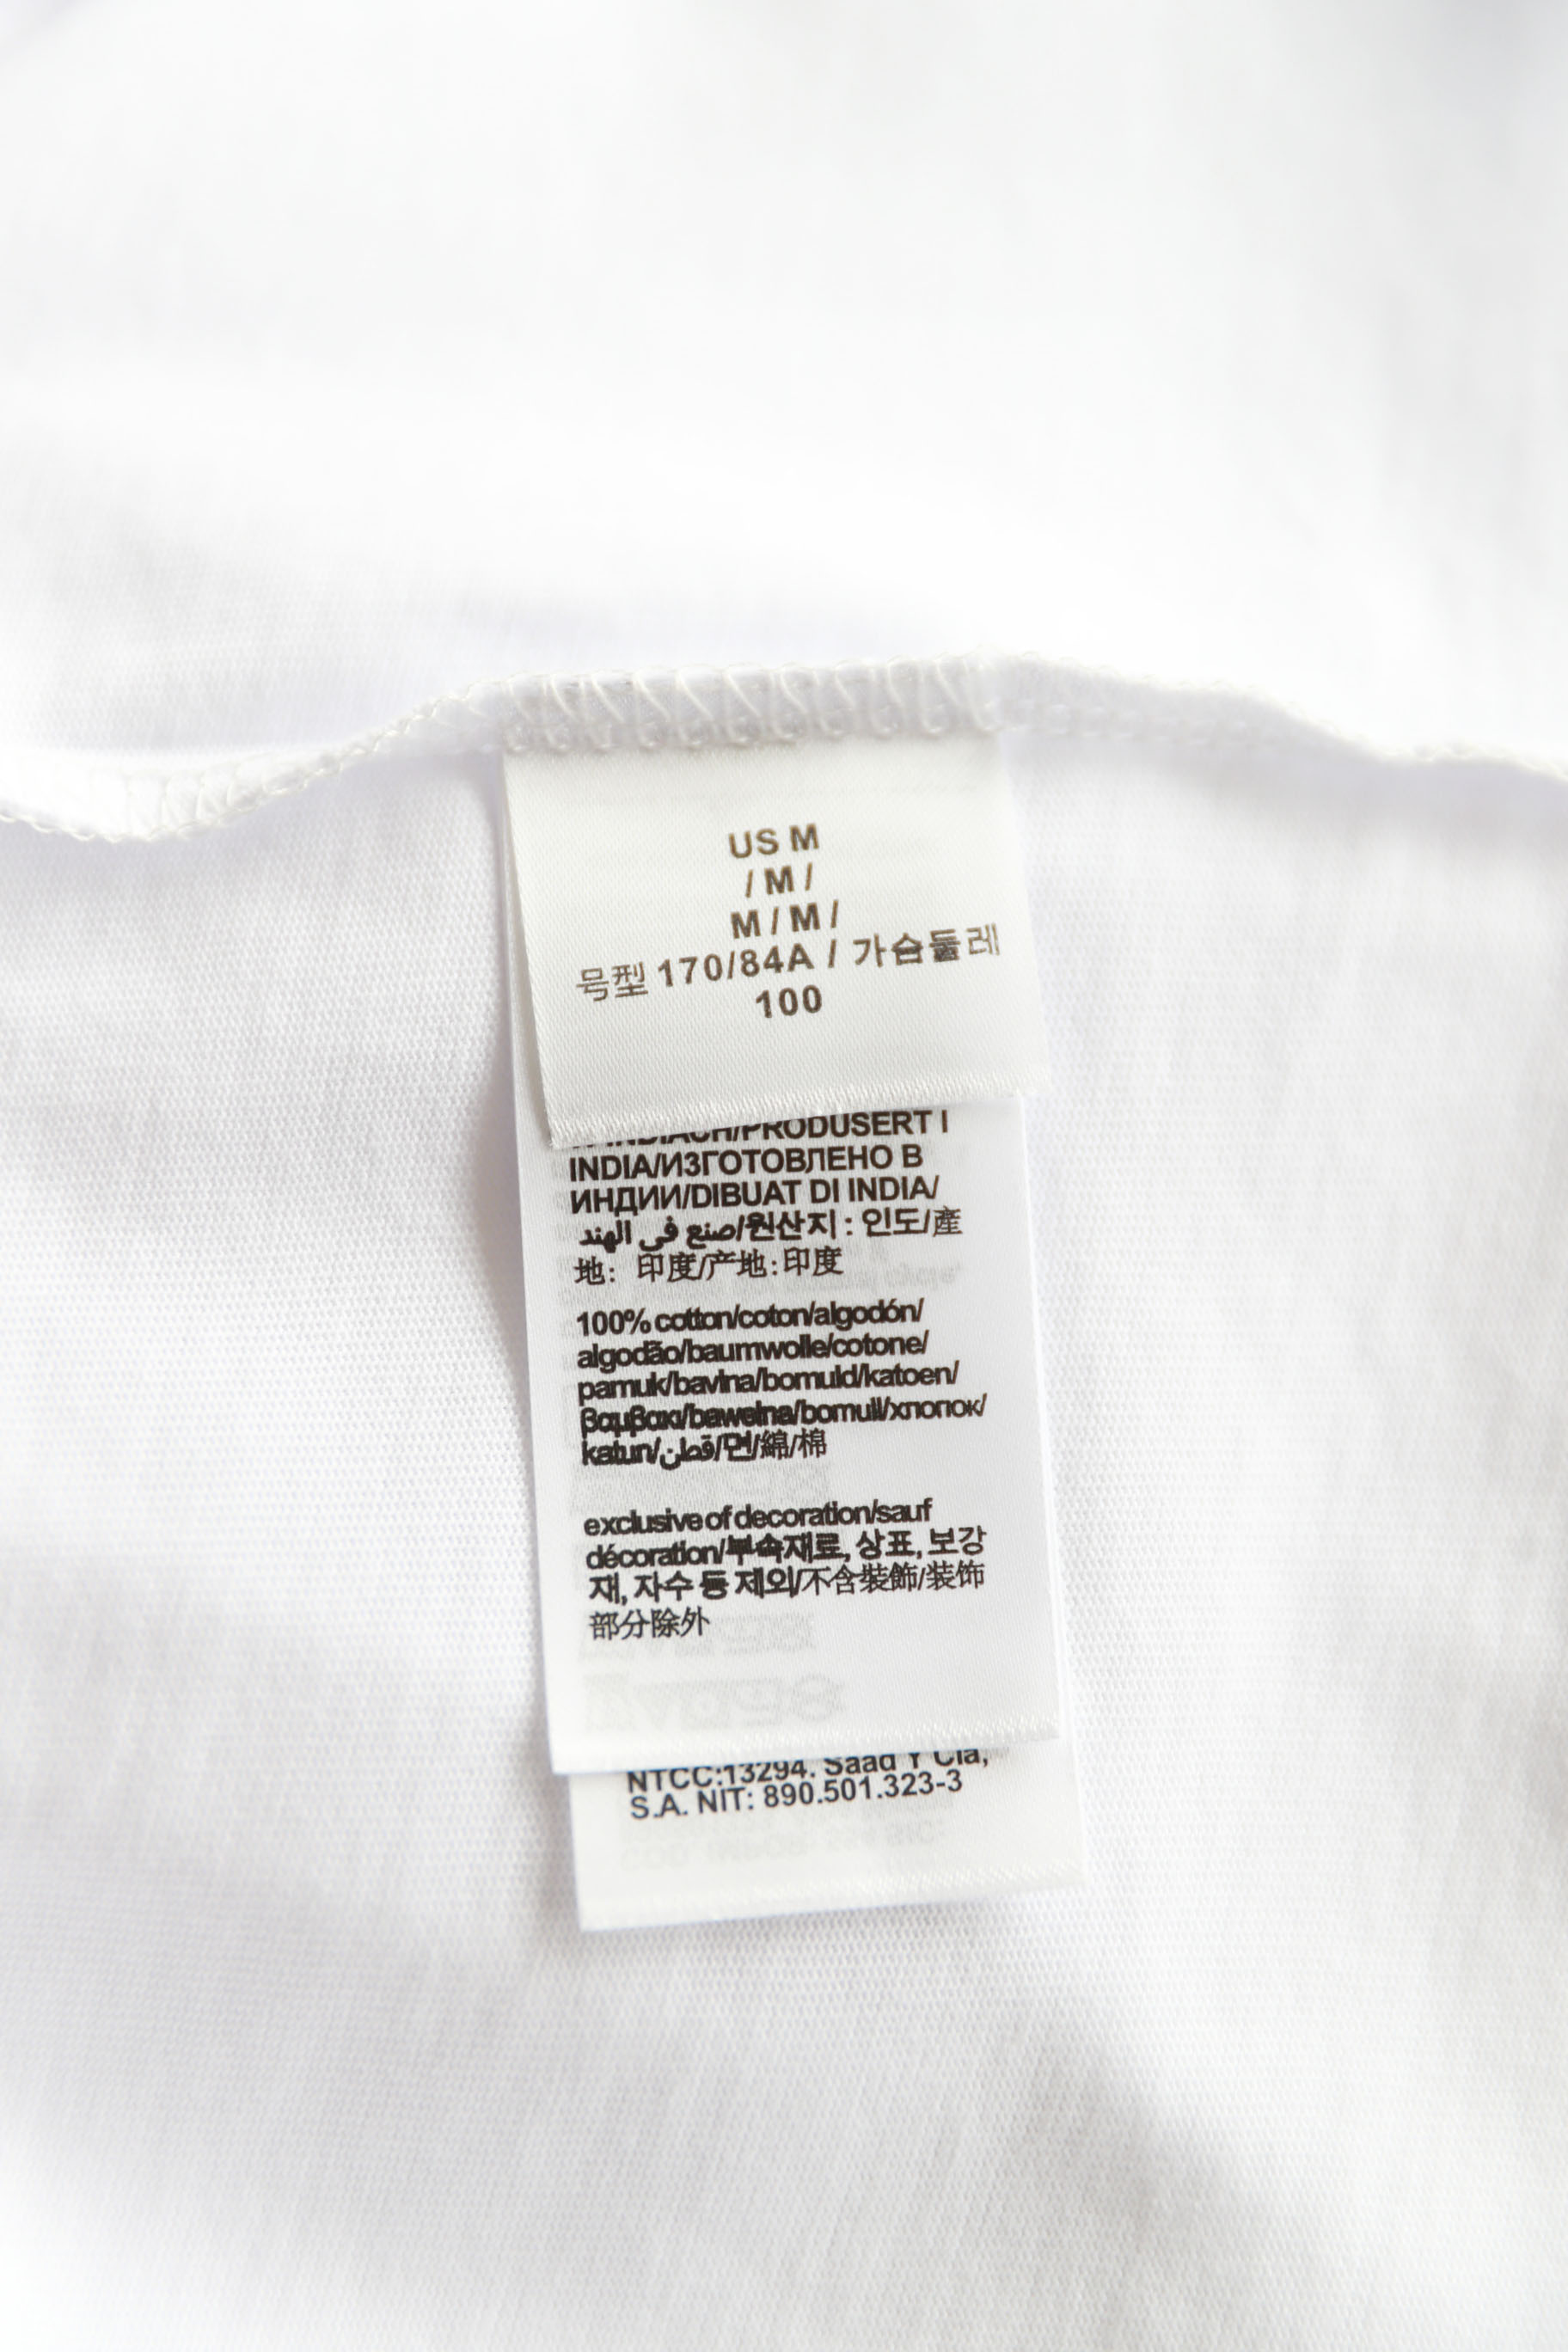 US M
/ M /
M / M /
号型 170/84A / 가슴둘레
100
INDIACH/PRODUSERT I
INDIA/ИЗГОТОВЛЕНО В
ИНДИИ/DIBUAT DI INDIA/
صنع في الهند/원산지 : 인도/產
地： 印度/产地:印度
100% cotton/coton/algodón/
algodão/baumwolle/cotone/
pamuk/bavlna/bomuld/katoen/
βαμβακι/bawełna/bomull/хлопок/
katun/قطن/면/綿/棉
exclusive of decoration/sauf
décoration/부속재료, 상표, 보강
재, 자수 등 제외/不含裝飾/装饰
部分除外
NTCC:13294. Saad Y Cia,
S.A. NIT: 890.501.323-3